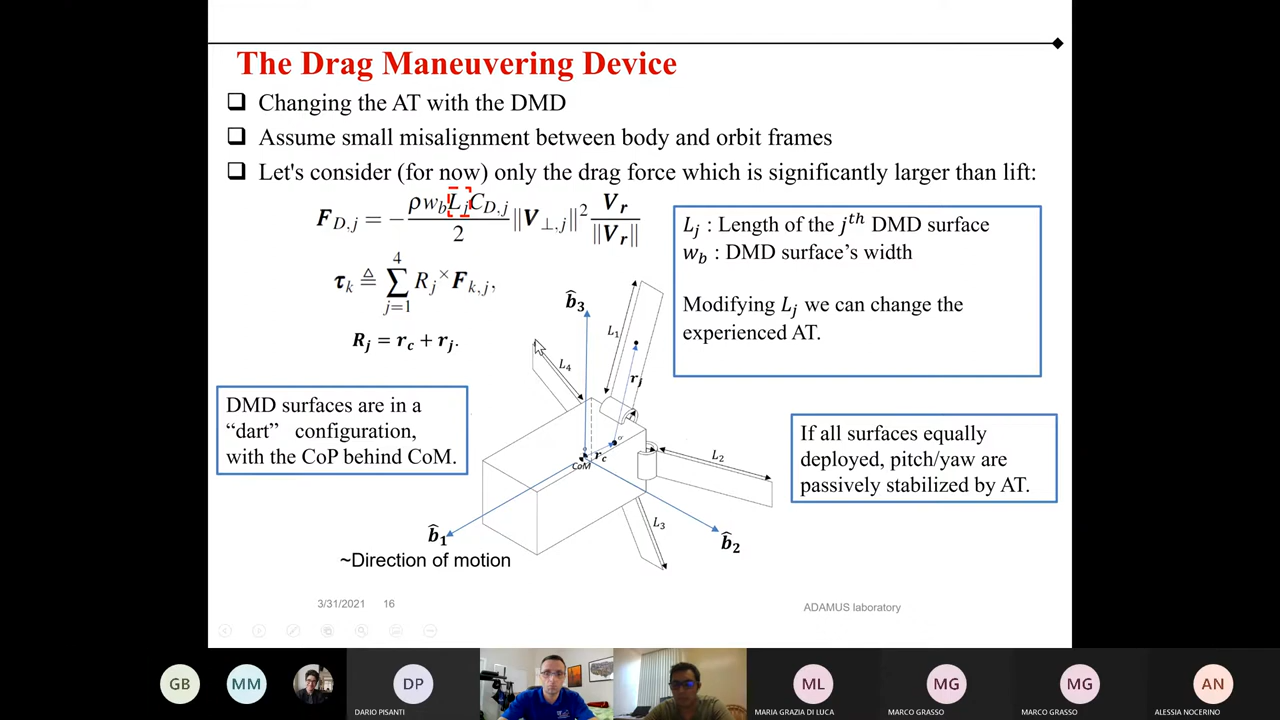 The Drag Maneuvering Device
❑ Changing the AT with the DMD
❑ Assume small misalignment between body and orbit frames
❑ Let's consider (for now) only the drag force which is significantly larger than lift:
F_{D,j} = − (ρ w_b L_j C_{D,j} / 2) ||V_{⊥,j}||² V_r / ||V_r||
τ_k ≜ ∑_{j=1}^{4} R_j^× F_{k,j},
R_j = r_c + r_j.
L_j : Length of the j^{th} DMD surface
w_b : DMD surface's width
Modifying L_j we can change the
experienced AT.
DMD surfaces are in a
“dart” configuration,
with the CoP behind CoM.
If all surfaces equally
deployed, pitch/yaw are
passively stabilized by AT.
b̂_3
L_1
L_4
r_j
α
r_c
CoM
L_2
L_3
b̂_1
b̂_2
~Direction of motion
3/31/2021 16
ADAMUS laboratory
GB
MM
DP
DARIO PISANTI
ML
MARIA GRAZIA DI LUCA
MG
MARCO GRASSO
MG
MARCO GRASSO
AN
ALESSIA NOCERINO